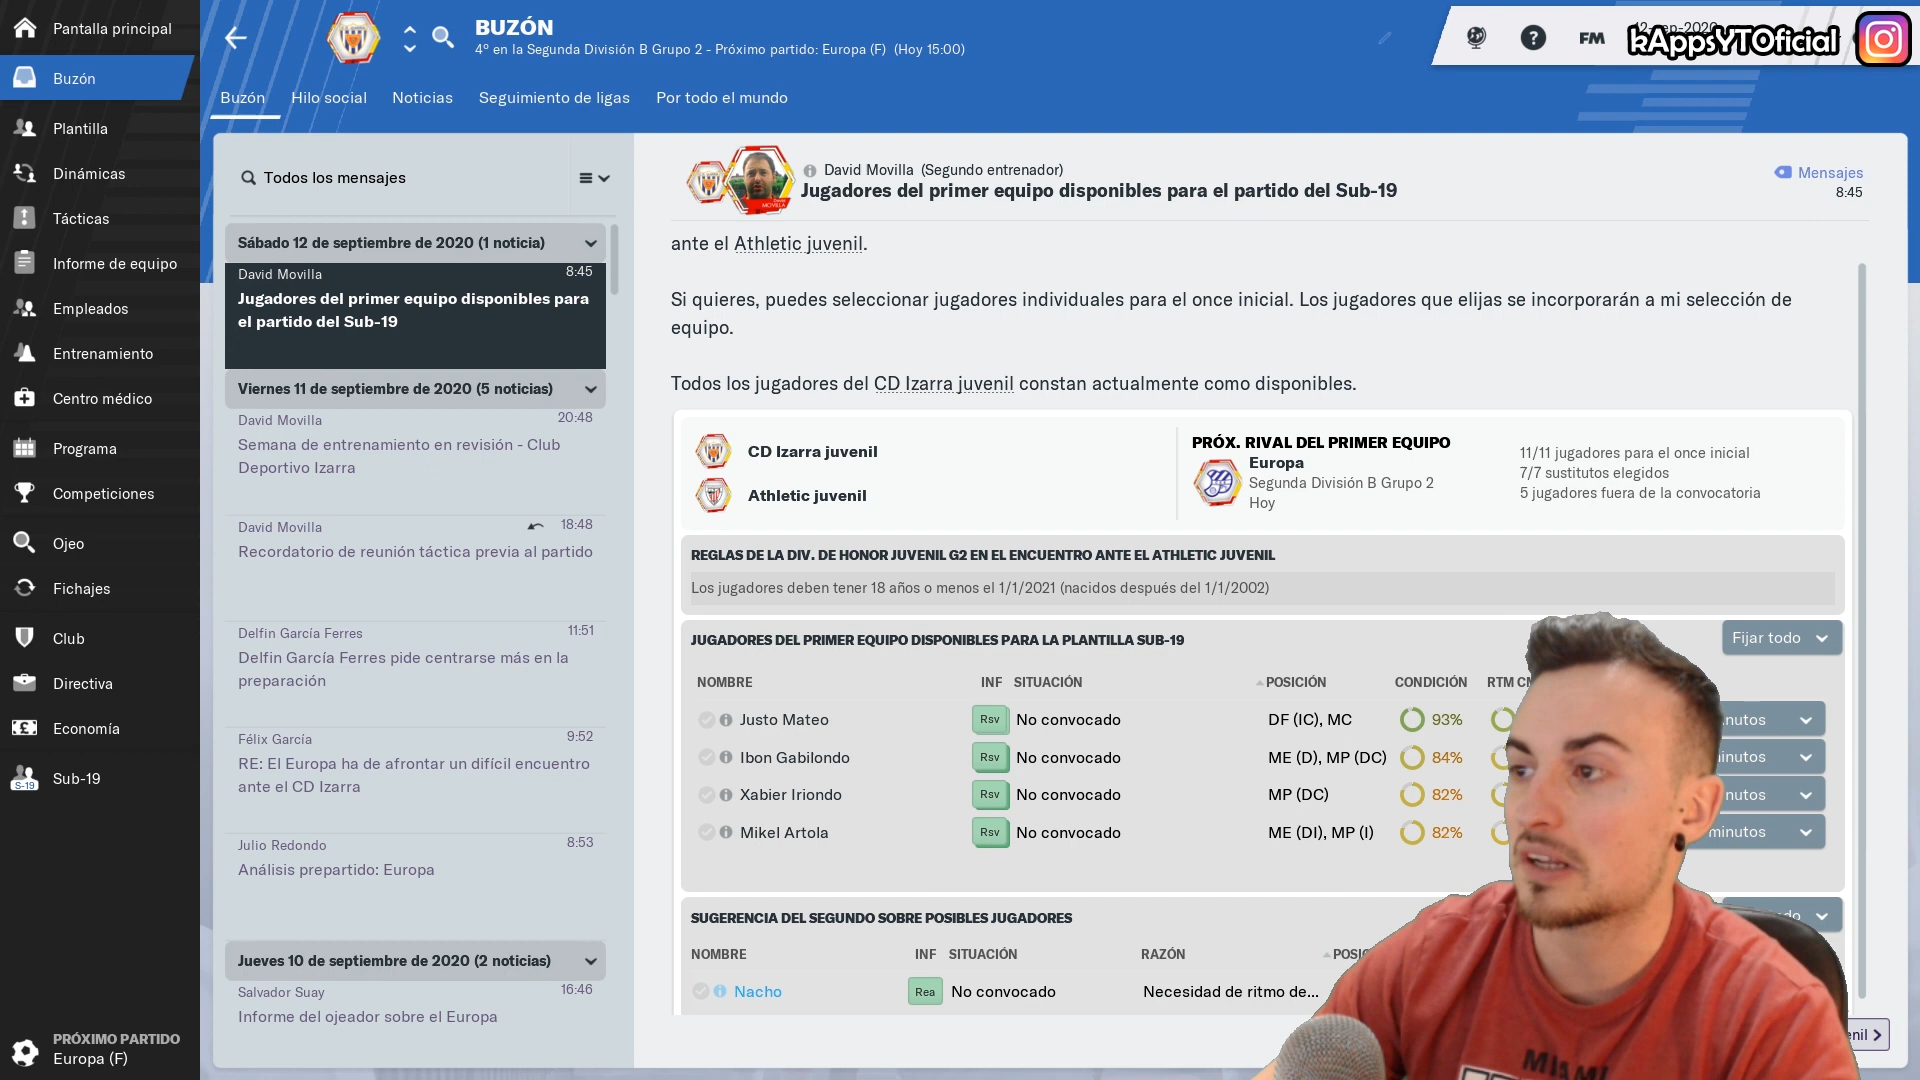 Pantalla principal
Buzón
Plantilla
Dinámicas
Tácticas
Informe de equipo
Empleados
Entrenamiento
Centro médico
Programa
Competiciones
Ojeo
Fichajes
Club
Directiva
Economía
S-19
Sub-19
PRÓXIMO PARTIDO
Europa (F)
BUZÓN
4º en la Segunda División B Grupo 2 - Próximo partido: Europa (F) (Hoy 15:00)
FM
12-sep-2020
kAppsYTOficial
Buzón
Hilo social
Noticias
Seguimiento de ligas
Por todo el mundo
Todos los mensajes
Sábado 12 de septiembre de 2020 (1 noticia)
David Movilla 8:45
Jugadores del primer equipo disponibles para
el partido del Sub-19
Viernes 11 de septiembre de 2020 (5 noticias)
David Movilla 20:48
Semana de entrenamiento en revisión - Club
Deportivo Izarra
David Movilla 18:48
Recordatorio de reunión táctica previa al partido
Delfin García Ferres 11:51
Delfin García Ferres pide centrarse más en la
preparación
Félix García 9:52
RE: El Europa ha de afrontar un difícil encuentro
ante el CD Izarra
Julio Redondo 8:53
Análisis prepartido: Europa
Jueves 10 de septiembre de 2020 (2 noticias)
Salvador Suay 16:46
Informe del ojeador sobre el Europa
MOVILLA
David Movilla (Segundo entrenador)
Jugadores del primer equipo disponibles para el partido del Sub-19
Mensajes
8:45
ante el Athletic juvenil.
Si quieres, puedes seleccionar jugadores individuales para el once inicial. Los jugadores que elijas se incorporarán a mi selección de
equipo.
Todos los jugadores del CD Izarra juvenil constan actualmente como disponibles.
CD Izarra juvenil
Athletic juvenil
PRÓX. RIVAL DEL PRIMER EQUIPO
Europa
Segunda División B Grupo 2
Hoy
11/11 jugadores para el once inicial
7/7 sustitutos elegidos
5 jugadores fuera de la convocatoria
REGLAS DE LA DIV. DE HONOR JUVENIL G2 EN EL ENCUENTRO ANTE EL ATHLETIC JUVENIL
Los jugadores deben tener 18 años o menos el 1/1/2021 (nacidos después del 1/1/2002)
JUGADORES DEL PRIMER EQUIPO DISPONIBLES PARA LA PLANTILLA SUB-19
Fijar todo
NOMBRE INF SITUACIÓN POSICIÓN CONDICIÓN RTM
Justo Mateo Rsv No convocado DF (IC), MC 93% nutos
Ibon Gabilondo Rsv No convocado ME (D), MP (DC) 84% inutos
Xabier Iriondo Rsv No convocado MP (DC) 82% nutos
Mikel Artola Rsv No convocado ME (DI), MP (I) 82% minutos
SUGERENCIA DEL SEGUNDO SOBRE POSIBLES JUGADORES
NOMBRE INF SITUACIÓN RAZÓN POSIC
Nacho Rea No convocado Necesidad de ritmo de...
enil
MIAMI